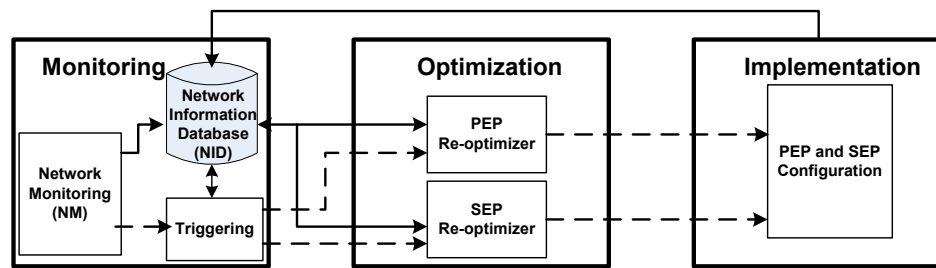 Monitoring
Network
Information
Database
(NID)
Network
Monitoring
(NM)
Triggering
Optimization
PEP
Re-optimizer
SEP
Re-optimizer
Implementation
PEP and SEP
Configuration